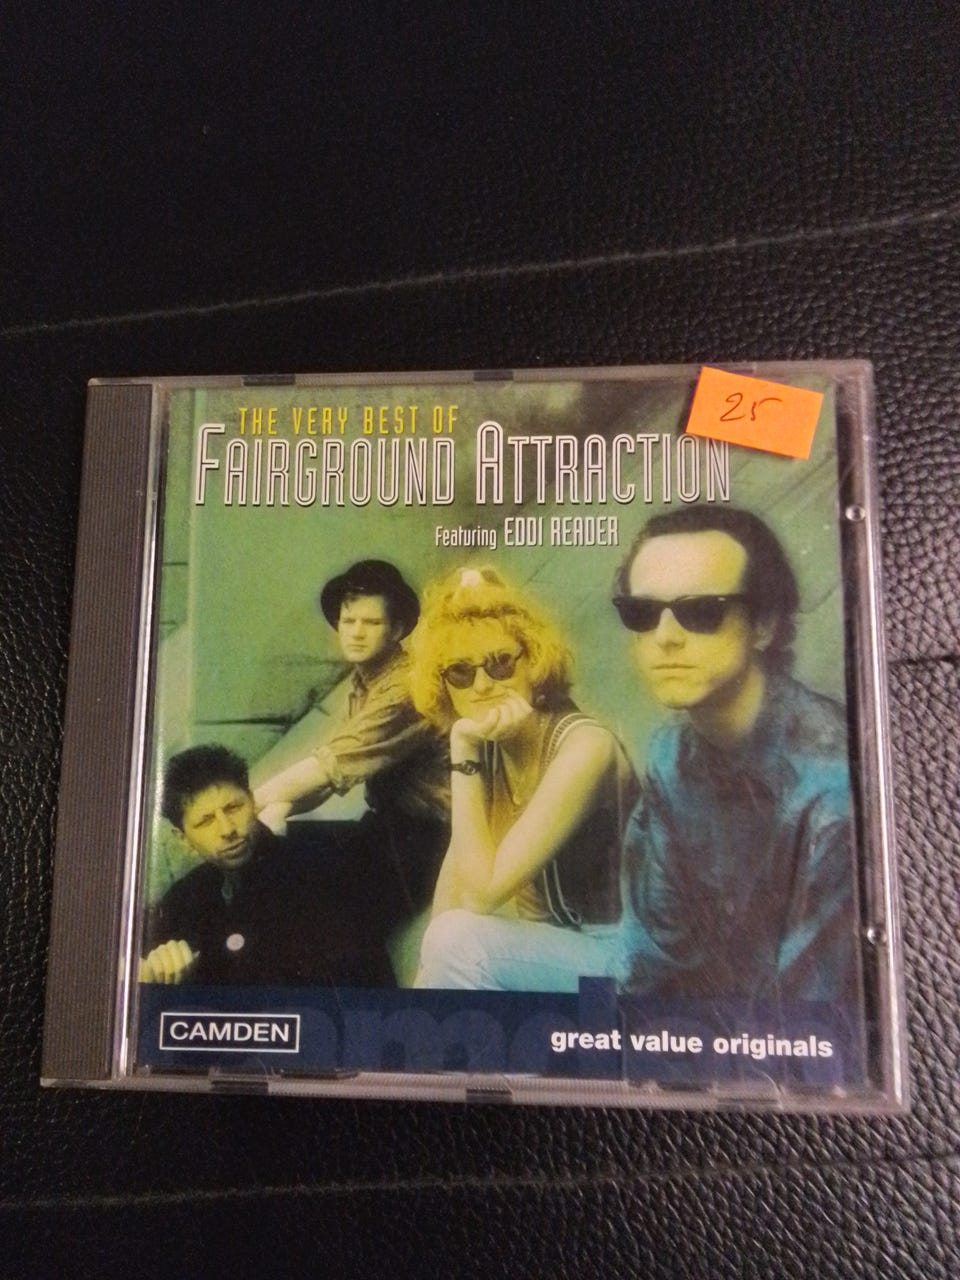 25
THE VERY BEST OF
FAIRGROUND ATTRACTION
Featuring EDDI READER
CAMDEN
great value originals